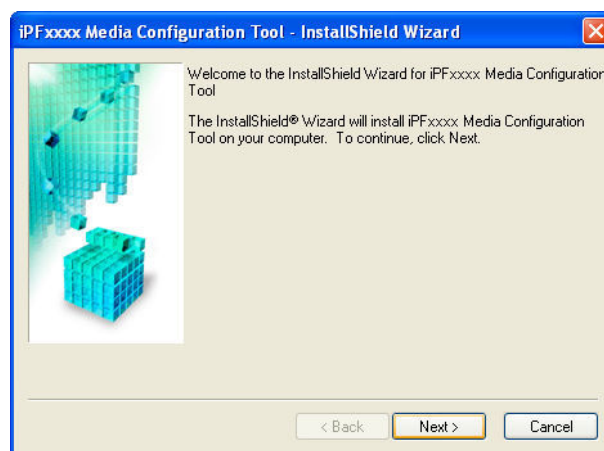 iPFxxxx Media Configuration Tool - InstallShield Wizard
Welcome to the InstallShield Wizard for iPFxxxx Media Configuration
Tool
The InstallShield® Wizard will install iPFxxxx Media Configuration
Tool on your computer. To continue, click Next.
< Back
Next >
Cancel